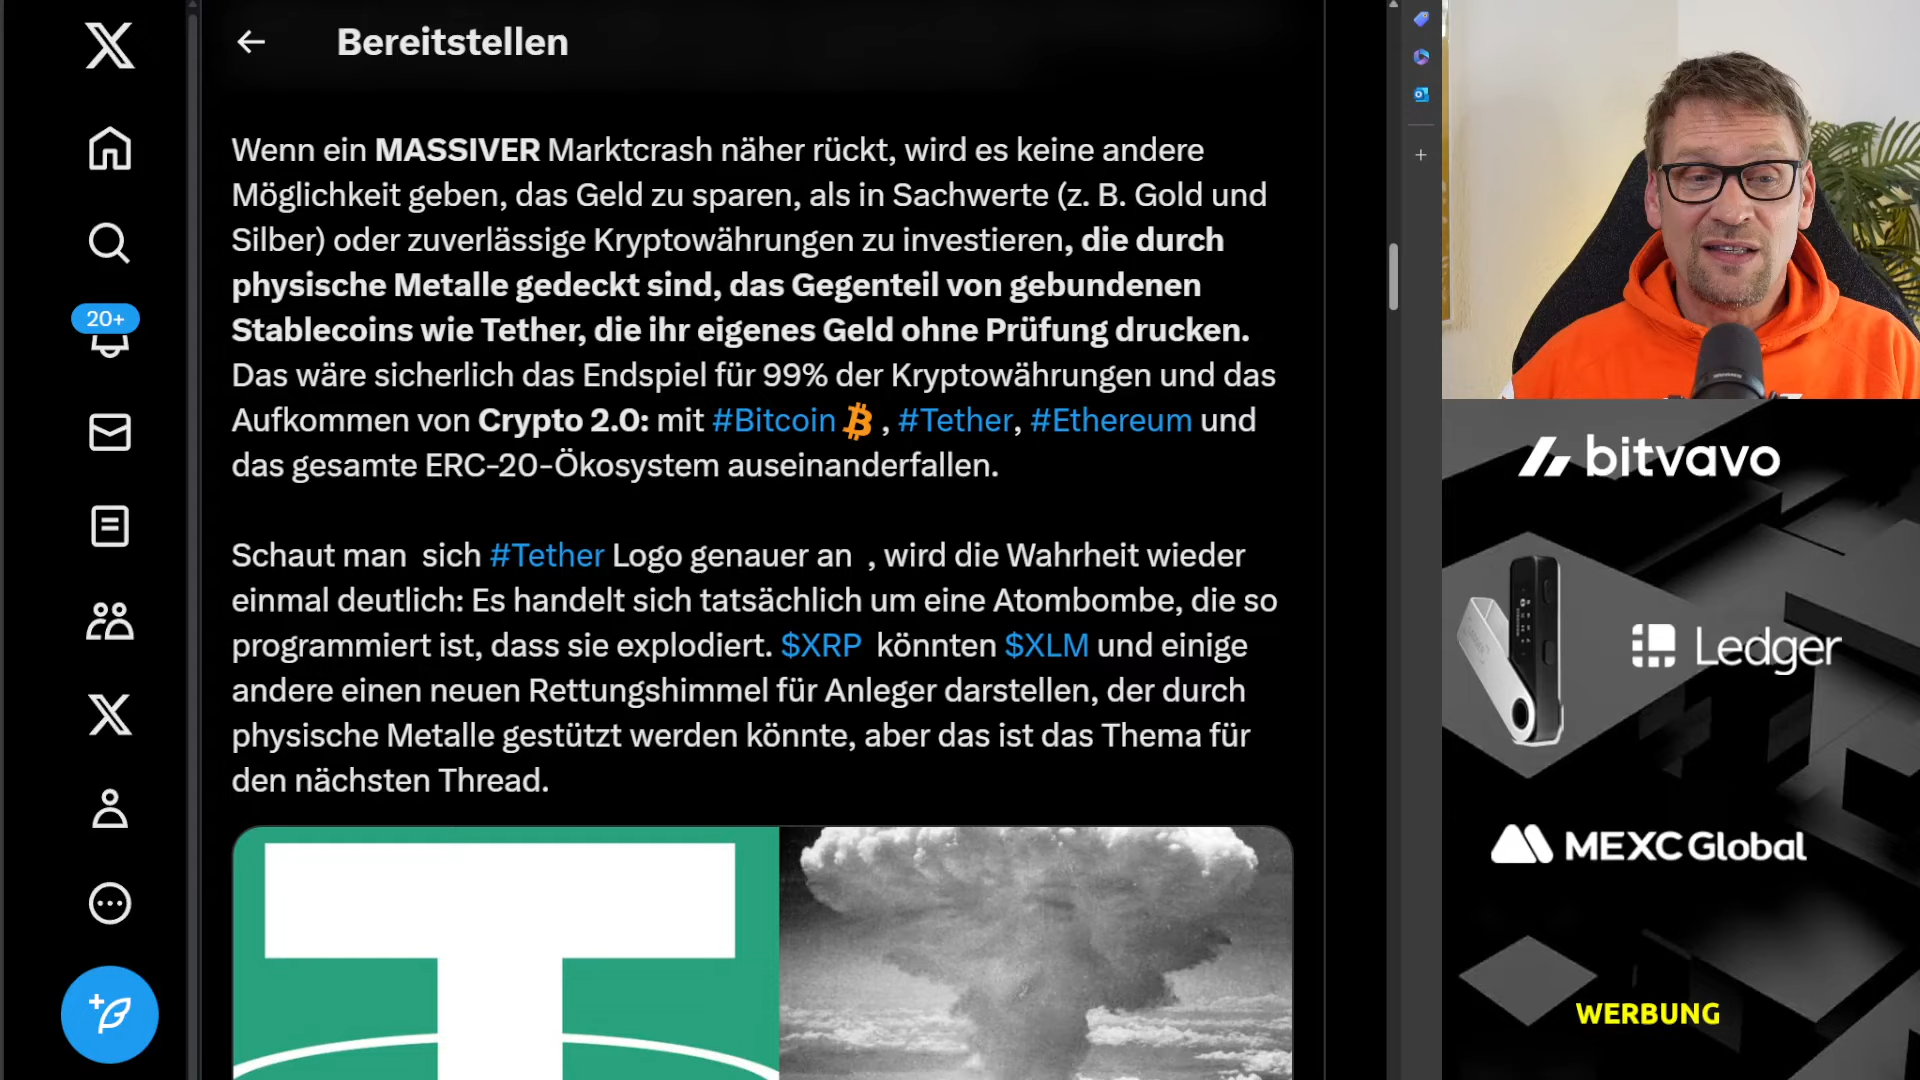 Bereitstellen
20+
Wenn ein MASSIVER Marktcrash näher rückt, wird es keine andere
Möglichkeit geben, das Geld zu sparen, als in Sachwerte (z. B. Gold und
Silber) oder zuverlässige Kryptowährungen zu investieren, die durch
physische Metalle gedeckt sind, das Gegenteil von gebundenen
Stablecoins wie Tether, die ihr eigenes Geld ohne Prüfung drucken.
Das wäre sicherlich das Endspiel für 99% der Kryptowährungen und das
Aufkommen von Crypto 2.0: mit #Bitcoin , #Tether, #Ethereum und
das gesamte ERC-20-Ökosystem auseinanderfallen.
Schaut man sich #Tether Logo genauer an , wird die Wahrheit wieder
einmal deutlich: Es handelt sich tatsächlich um eine Atombombe, die so
programmiert ist, dass sie explodiert. $XRP könnten $XLM und einige
andere einen neuen Rettungshimmel für Anleger darstellen, der durch
physische Metalle gestützt werden könnte, aber das ist das Thema für
den nächsten Thread.
bitvavo
Ledger
MEXC Global
WERBUNG